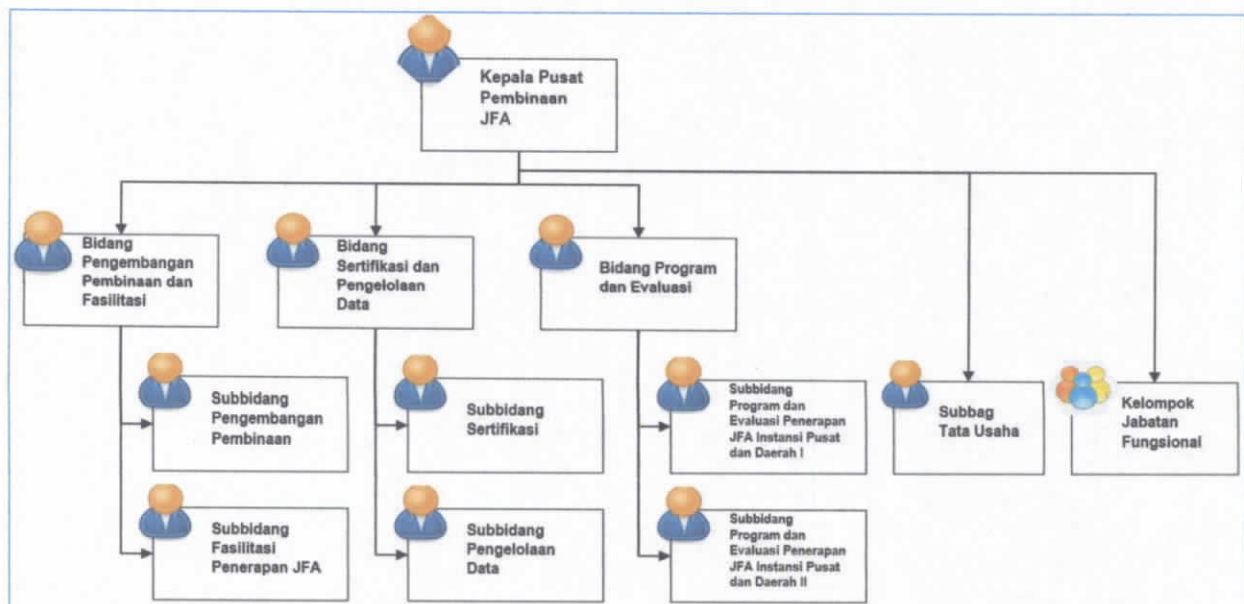 Kepala Pusat
Pembinaan
JFA
Bidang
Pengembangan
Pembinaan dan
Fasilitasi
Bidang
Sertifikasi dan
Pengelolaan
Data
Bidang Program
dan Evaluasi
Subbidang
Pengembangan
Pembinaan
Subbidang
Sertifikasi
Subbidang
Program dan
Evaluasi Penerapan
JFA Instansi Pusat
dan Daerah I
Subbag
Tata Usaha
Kelompok
Jabatan
Fungsional
Subbidang
Fasilitasi
Penerapan JFA
Subbidang
Pengelolaan
Data
Subbidang
Program dan
Evaluasi Penerapan
JFA Instansi Pusat
dan Daerah II